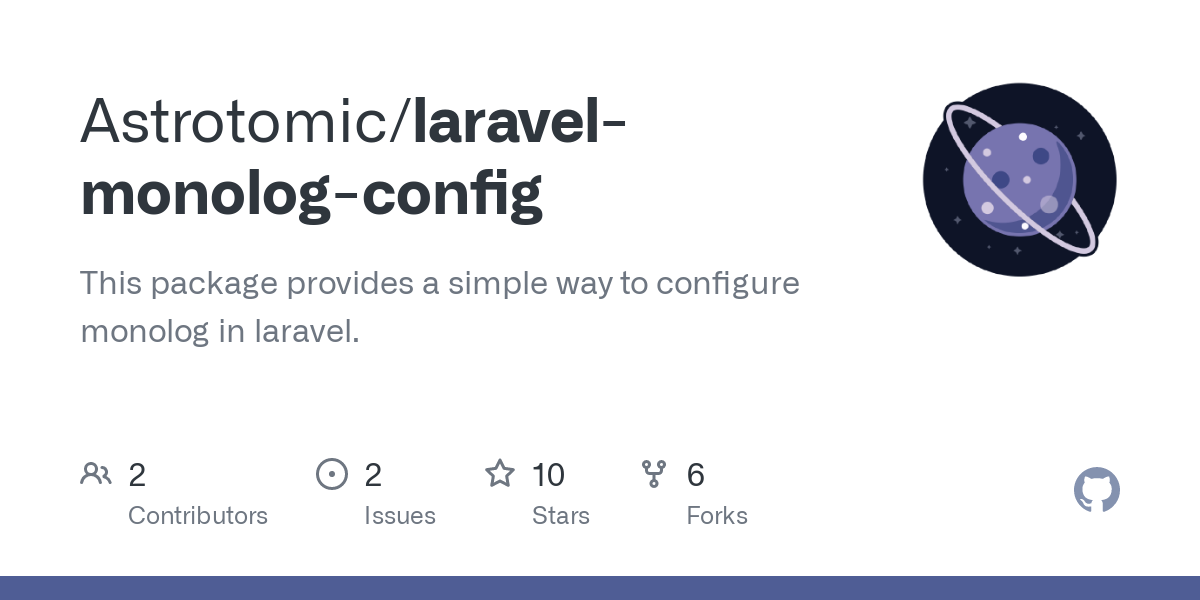 Astrotomic/laravel-
monolog-config
This package provides a simple way to configure
monolog in laravel.
2 2 10 6
Contributors Issues Stars Forks